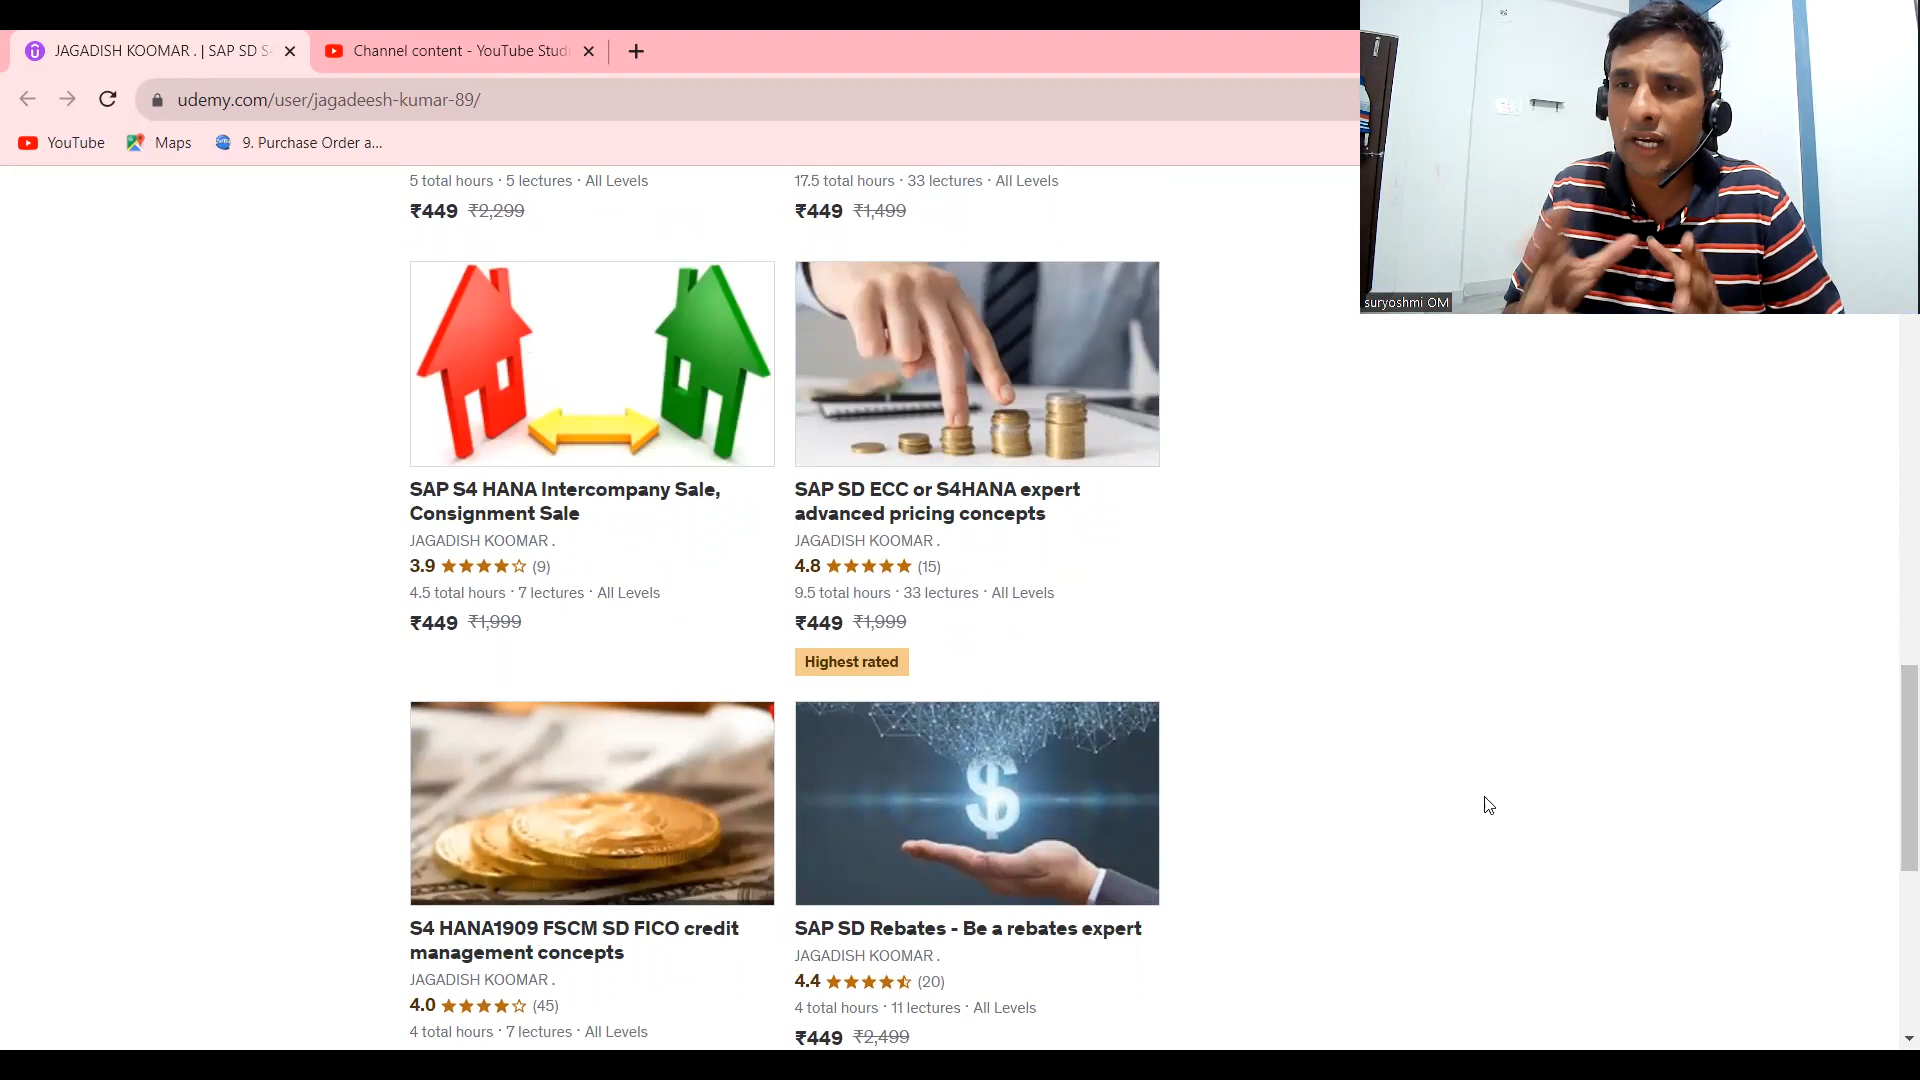 JAGADISH KOOMAR . | SAP SD S
Channel content - YouTube Stud
udemy.com/user/jagadeesh-kumar-89/
YouTube
Maps
9. Purchase Order a...
suryoshmi OM
5 total hours · 5 lectures · All Levels
₹449 ₹2,299
17.5 total hours · 33 lectures · All Levels
₹449 ₹1,499
SAP S4 HANA Intercompany Sale,
Consignment Sale
JAGADISH KOOMAR .
3.9 (9)
4.5 total hours · 7 lectures · All Levels
₹449 ₹1,999
SAP SD ECC or S4HANA expert
advanced pricing concepts
JAGADISH KOOMAR .
4.8 (15)
9.5 total hours · 33 lectures · All Levels
₹449 ₹1,999
Highest rated
$
S4 HANA1909 FSCM SD FICO credit
management concepts
JAGADISH KOOMAR .
4.0 (45)
4 total hours · 7 lectures · All Levels
SAP SD Rebates - Be a rebates expert
JAGADISH KOOMAR .
4.4 (20)
4 total hours · 11 lectures · All Levels
₹449 ₹2,499